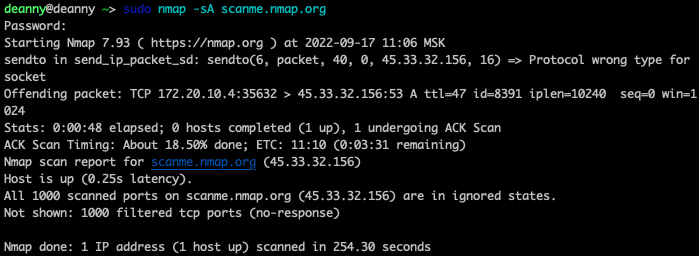 deanny@deanny ~> sudo nmap -sA scanme.nmap.org
Password:
Starting Nmap 7.93 ( https://nmap.org ) at 2022-09-17 11:06 MSK
sendto in send_ip_packet_sd: sendto(6, packet, 40, 0, 45.33.32.156, 16) => Protocol wrong type for
socket
Offending packet: TCP 172.20.10.4:35632 > 45.33.32.156:53 A ttl=47 id=8391 iplen=10240  seq=0 win=1
024
Stats: 0:00:48 elapsed; 0 hosts completed (1 up), 1 undergoing ACK Scan
ACK Scan Timing: About 18.50% done; ETC: 11:10 (0:03:31 remaining)
Nmap scan report for scanme.nmap.org (45.33.32.156)
Host is up (0.25s latency).
All 1000 scanned ports on scanme.nmap.org (45.33.32.156) are in ignored states.
Not shown: 1000 filtered tcp ports (no-response)
Nmap done: 1 IP address (1 host up) scanned in 254.30 seconds